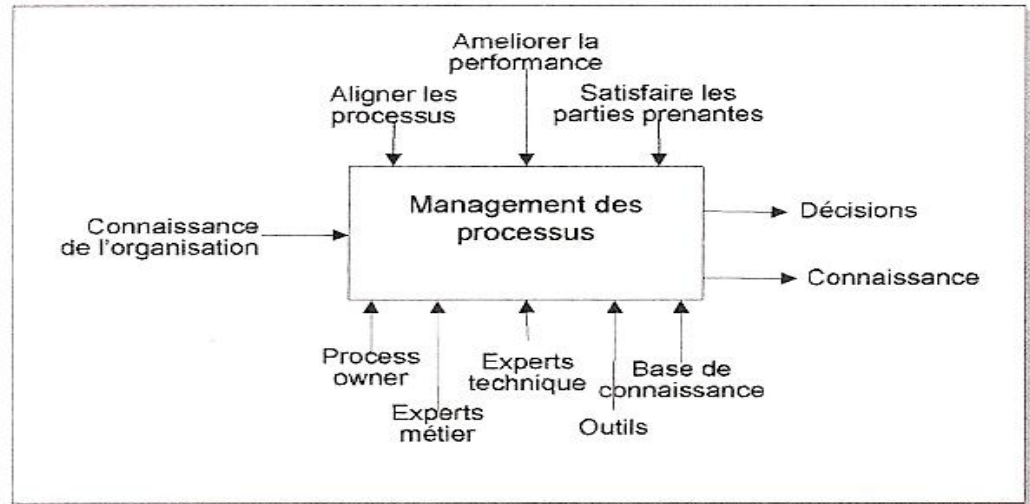 Ameliorer la
performance
Aligner les
processus
Satisfaire les
parties prenantes
Management des
processus
Connaissance
de l'organisation
Décisions
Connaissance
Process
owner
Experts
métier
Experts
technique
Outils
Base de
connaissance